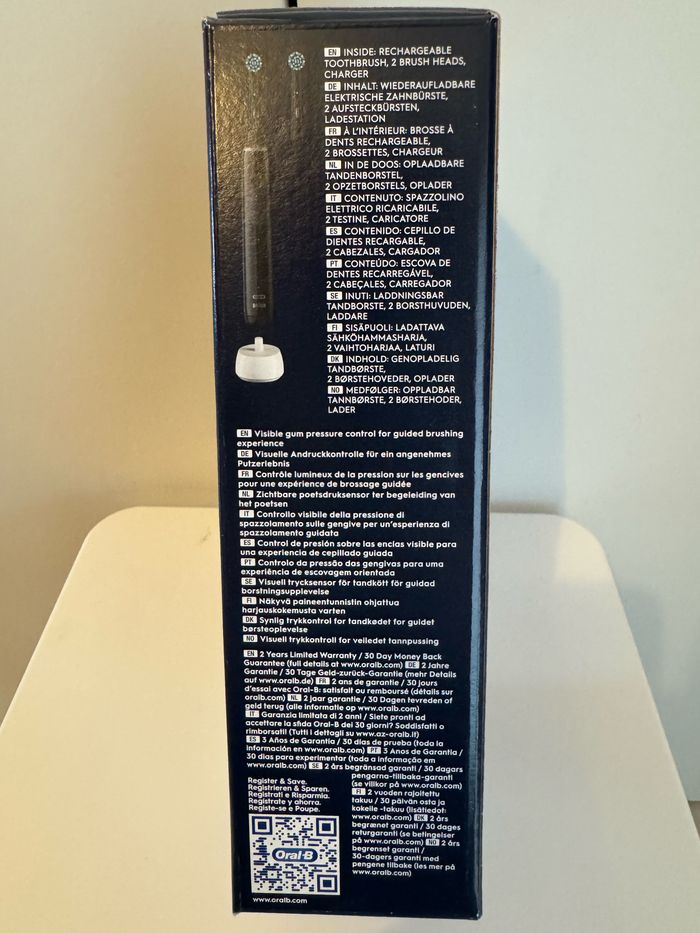 EN INSIDE: RECHARGEABLE
TOOTHBRUSH, 2 BRUSH HEADS,
CHARGER
DE INHALT: WIEDERAUFLADBARE
ELEKTRISCHE ZAHNBÜRSTE,
2 AUFSTECKBÜRSTEN,
LADESTATION
FR À L'INTÉRIEUR: BROSSE À
DENTS RECHARGEABLE,
2 BROSSETTES, CHARGEUR
NL IN DE DOOS: OPLAADBARE
TANDENBORSTEL,
2 OPZETBORSTELS, OPLADER
IT CONTENUTO: SPAZZOLINO
ELETTRICO RICARICABILE,
2 TESTINE, CARICATORE
ES CONTENIDO: CEPILLO DE
DIENTES RECARGABLE,
2 CABEZALES, CARGADOR
PT CONTEÚDO: ESCOVA DE
DENTES RECARREGÁVEL,
2 CABEÇALES, CARREGADOR
SE INUTI: LADDNINGSBAR
TANDBORSTE, 2 BORSTHUVUDEN,
LADDARE
FI SISÄPUOLI: LADATTAVA
SÄHKÖHAMMASHARJA,
2 VAIHTOHARJAA, LATURI
DK INDHOLD: GENOPLADELIG
TANDBØRSTE,
2 BØRSTEHOVEDER, OPLADER
NO MEDFØLGER: OPPLADBAR
TANNBØRSTE, 2 BØRSTEHODER,
LADER
EN Visible gum pressure control for guided brushing
experience
DE Visuelle Andruckkontrolle für ein angenehmes
Putzerlebnis
FR Contrôle lumineux de la pression sur les gencives
pour une expérience de brossage guidée
NL Zichtbare poetsdruksensor ter begeleiding van
het poetsen
IT Controllo visibile della pressione di
spazzolamento sulle gengive per un'esperienza di
spazzolamento guidata
ES Control de presión sobre las encías visible para
una experiencia de cepillado guiada
PT Controlo da pressão das gengivas para uma
experiência de escovagem orientada
SE Visuell trycksensor för tandkött för guidad
borstningsupplevelse
FI Näkyvä paineentunnistin ohjattua
harjauskokemusta varten
DK Synlig trykkontrol for tandkødet for guidet
børsteoplevelse
NO Visuell trykkontroll for veiledet tannpussing
EN 2 Years Limited Warranty / 30 Day Money Back
Guarantee (full details at www.oralb.com) DE 2 Jahre
Garantie / 30 Tage Geld-zurück-Garantie (mehr Details
auf www.oralb.de) FR 2 ans de garantie / 30 jours
d'essai avec Oral-B: satisfait ou remboursé (détails sur
oralb.com) NL 2 jaar garantie / 30 Dagen tevreden of
geld terug (alle informatie op www.oralb.com)
IT Garanzia limitata di 2 anni / Siete pronti ad
accettare la sfida Oral-B dei 30 giorni? Soddisfatti o
rimborsati! (Tutti i dettagli su www.az-oralb.it)
ES 3 Años de Garantía / 30 días de prueba (toda la
información en www.oralb.com) PT 3 Anos de Garantia /
30 dias para experimentar (toda a informação em
www.oralb.com) SE 2 års begränsad garanti / 30 dagars
pengarna-tillbaka-garanti
(se villkor på www.oralb.com)
FI 2 vuoden rajoitettu
takuu / 30 päivän osta ja
kokeile -takuu (lisätiedot:
www.oralb.com) DK 2 års
begrænset garanti / 30 dages
returgaranti (se betingelser
på www.oralb.com) NO 2 års
begrenset garanti /
30-dagers garanti med
pengene tilbake (les mer på
www.oralb.com)
Register & Save.
Registrieren & Sparen.
Registrati e Risparmia.
Regístrate y ahorra.
Registe-se e Poupe.
Oral-B
www.oralb.com